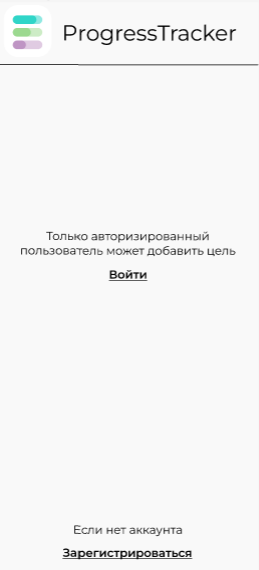 ProgressTracker
Только авторизированный
пользователь может добавить цель
Войти
Если нет аккаунта
Зарегистрироваться